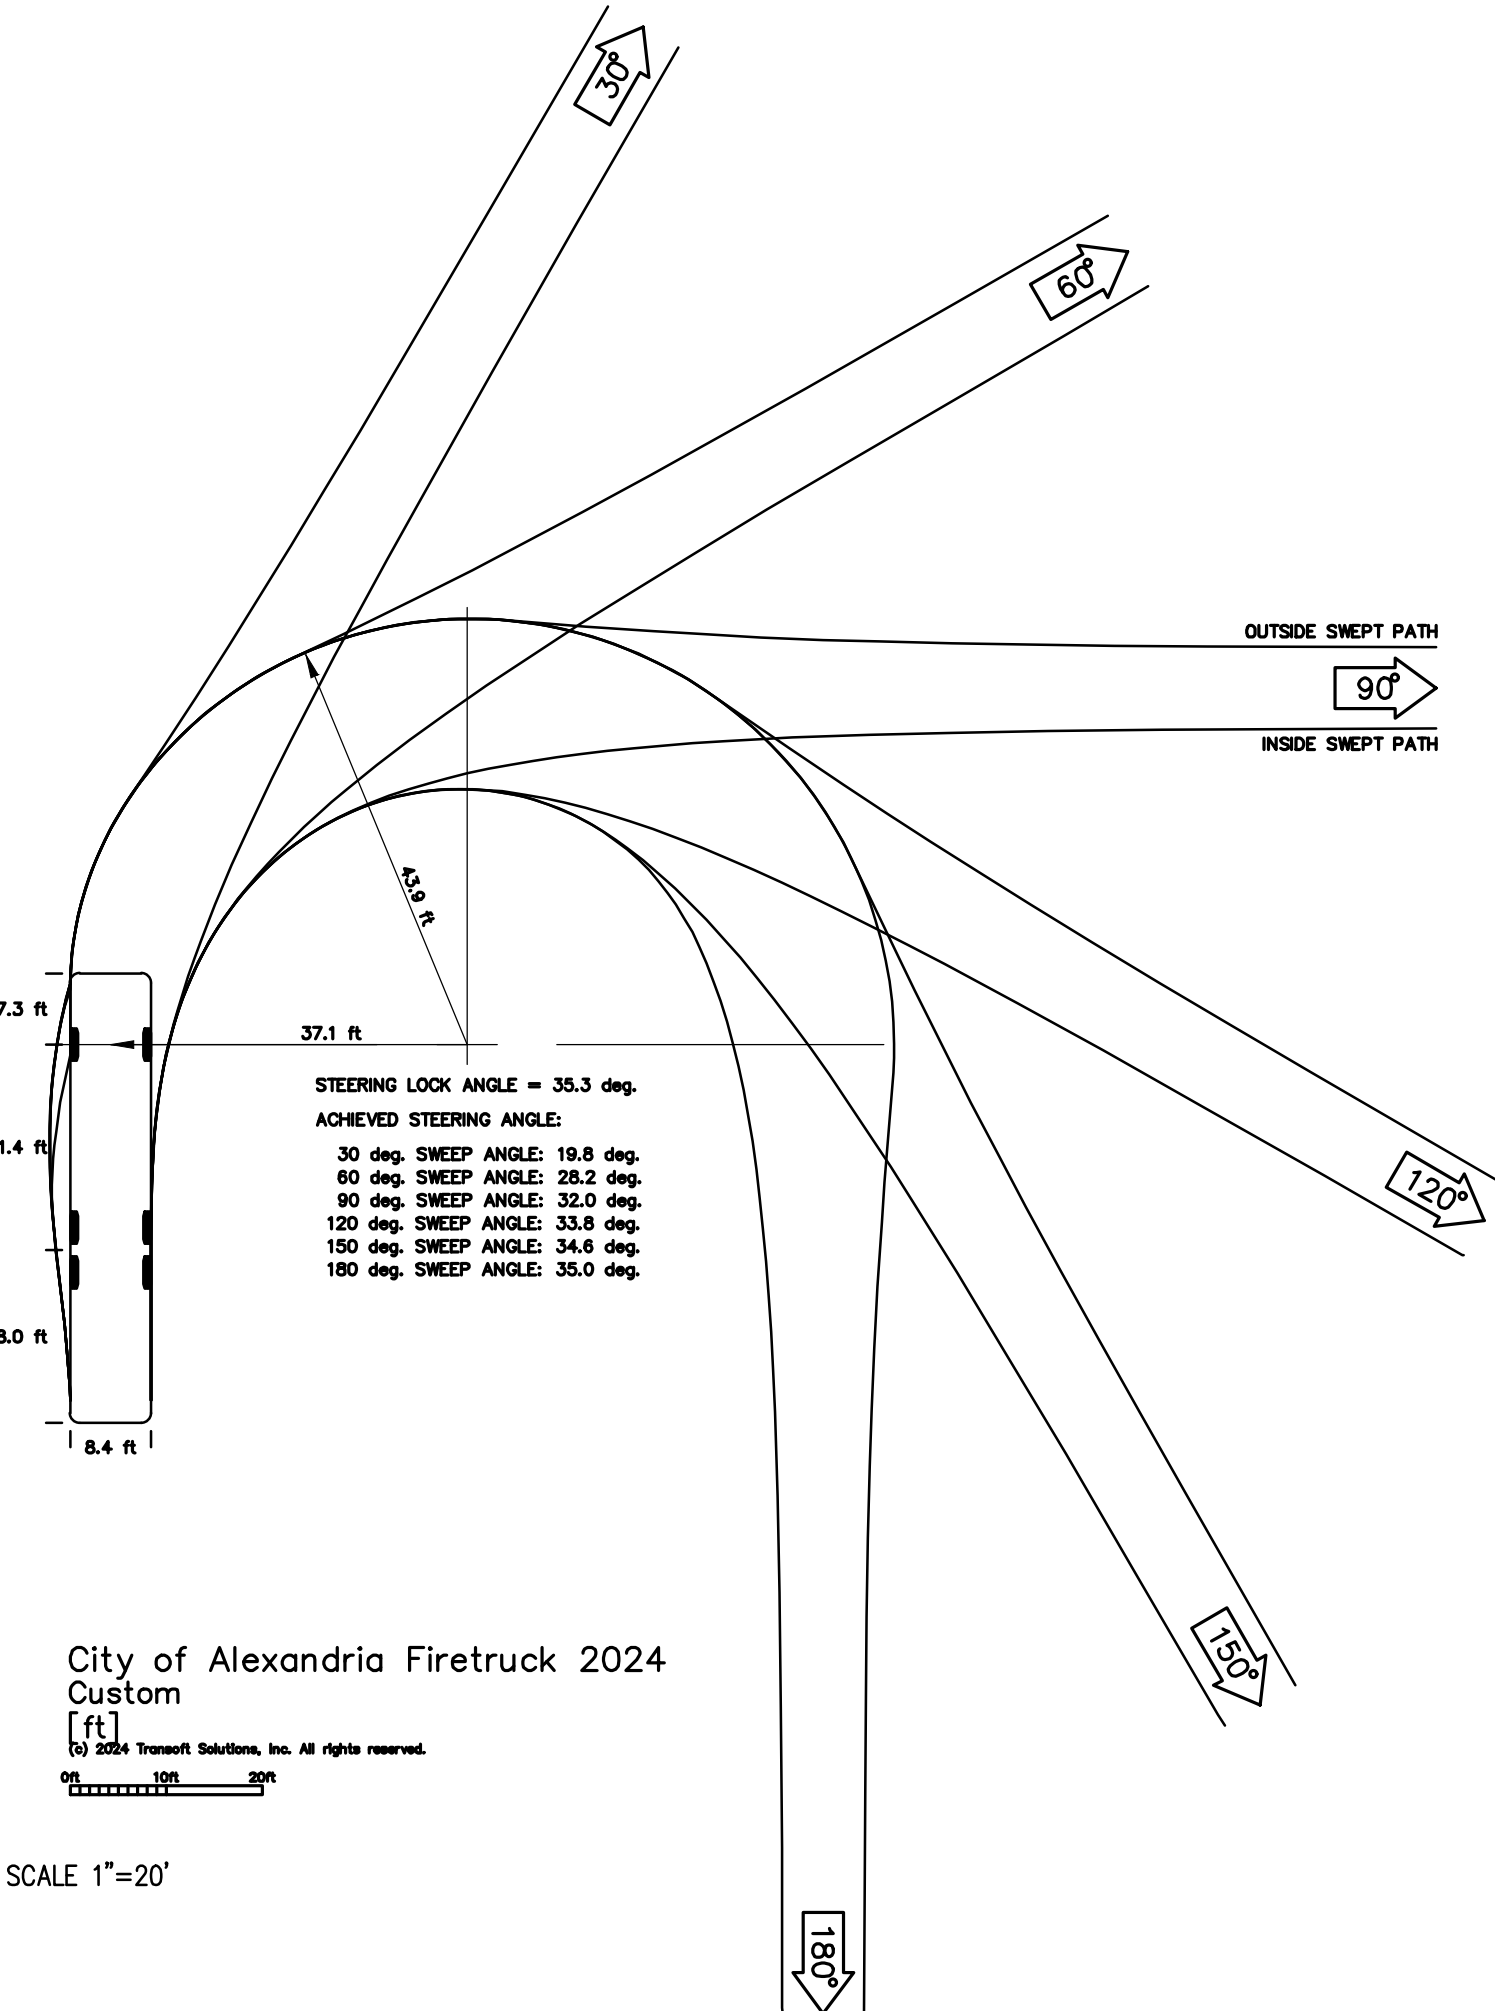 30°
60°
OUTSIDE SWEPT PATH
90°
INSIDE SWEPT PATH
43.9 ft
7.3 ft
37.1 ft
STEERING LOCK ANGLE = 35.3 deg.
ACHIEVED STEERING ANGLE:
1.4 ft
30 deg. SWEEP ANGLE: 19.8 deg.
60 deg. SWEEP ANGLE: 28.2 deg.
90 deg. SWEEP ANGLE: 32.0 deg.
120 deg. SWEEP ANGLE: 33.8 deg.
150 deg. SWEEP ANGLE: 34.6 deg.
180 deg. SWEEP ANGLE: 35.0 deg.
120°
8.0 ft
8.4 ft
150°
City of Alexandria Firetruck 2024
Custom
[ft]
(c) 2024 Transoft Solutions, Inc. All rights reserved.
0ft 10ft 20ft
SCALE 1"=20'
180°